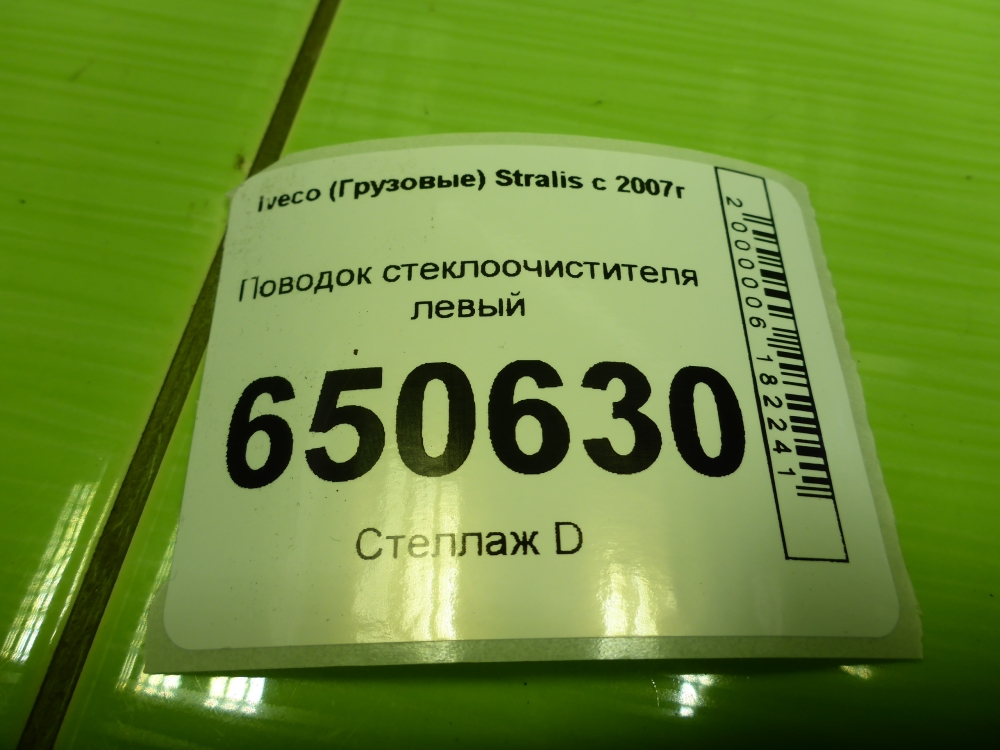 Iveco (Грузовые) Stralis с 2007г
Поводок стеклоочистителя
левый
650630
Стеллаж D
2000006182241